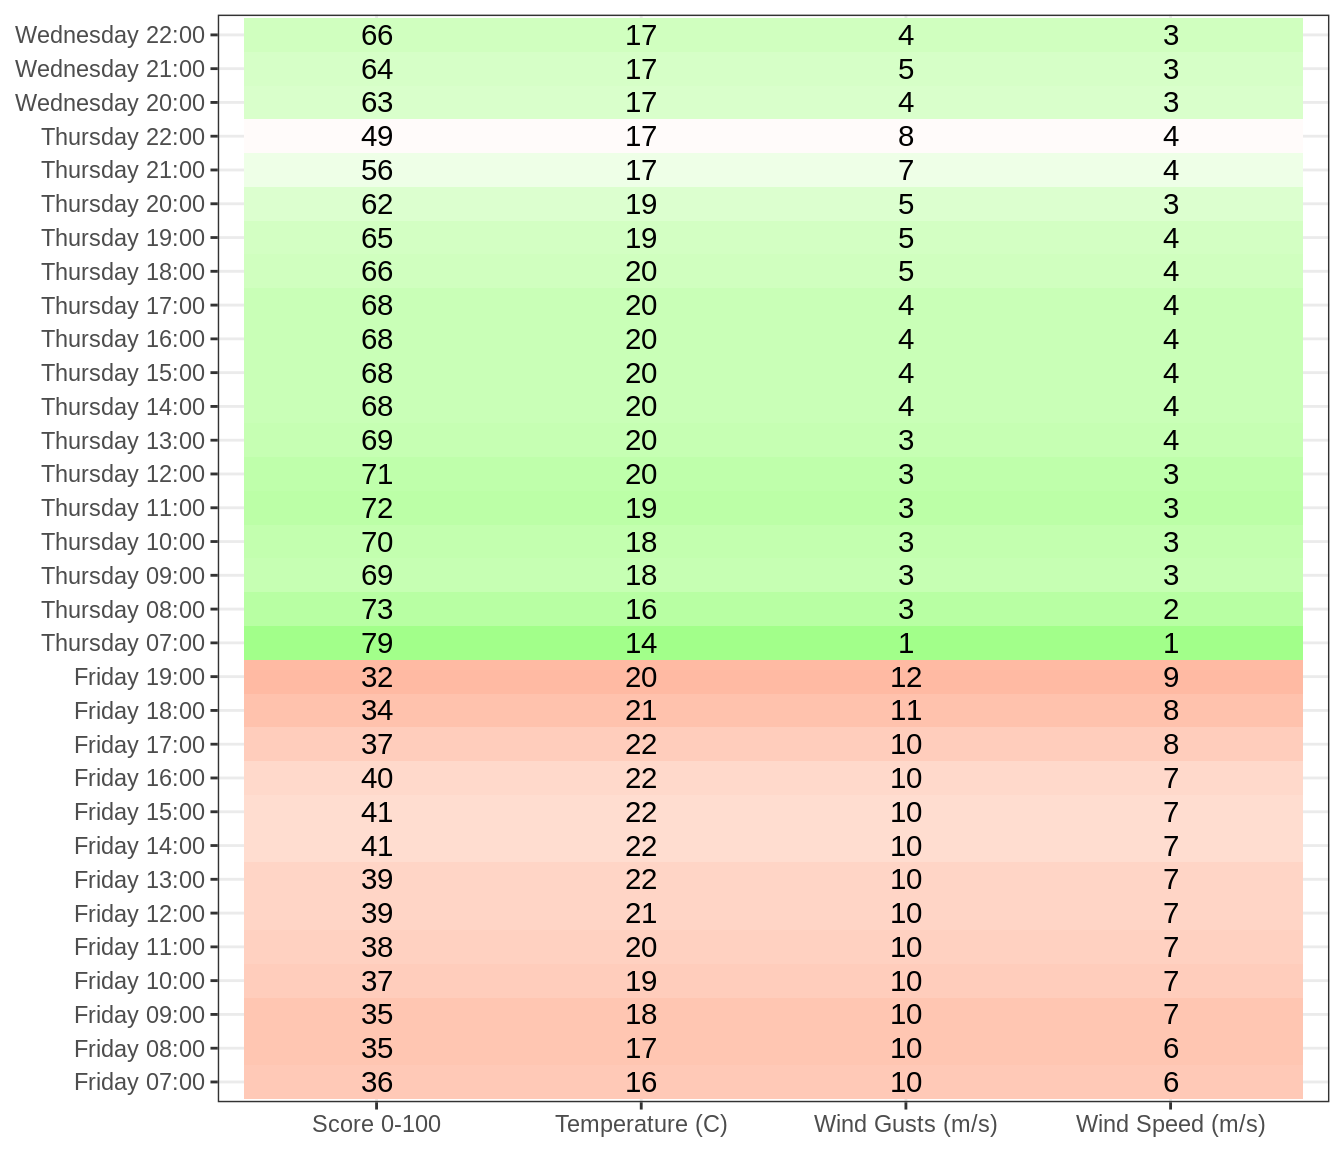 Wednesday 22:00 66 17 4 3
Wednesday 21:00 64 17 5 3
Wednesday 20:00 63 17 4 3
Thursday 22:00 49 17 8 4
Thursday 21:00 56 17 7 4
Thursday 20:00 62 19 5 3
Thursday 19:00 65 19 5 4
Thursday 18:00 66 20 5 4
Thursday 17:00 68 20 4 4
Thursday 16:00 68 20 4 4
Thursday 15:00 68 20 4 4
Thursday 14:00 68 20 4 4
Thursday 13:00 69 20 3 4
Thursday 12:00 71 20 3 3
Thursday 11:00 72 19 3 3
Thursday 10:00 70 18 3 3
Thursday 09:00 69 18 3 3
Thursday 08:00 73 16 3 2
Thursday 07:00 79 14 1 1
Friday 19:00 32 20 12 9
Friday 18:00 34 21 11 8
Friday 17:00 37 22 10 8
Friday 16:00 40 22 10 7
Friday 15:00 41 22 10 7
Friday 14:00 41 22 10 7
Friday 13:00 39 22 10 7
Friday 12:00 39 21 10 7
Friday 11:00 38 20 10 7
Friday 10:00 37 19 10 7
Friday 09:00 35 18 10 7
Friday 08:00 35 17 10 6
Friday 07:00 36 16 10 6
Score 0-100 Temperature (C) Wind Gusts (m/s) Wind Speed (m/s)